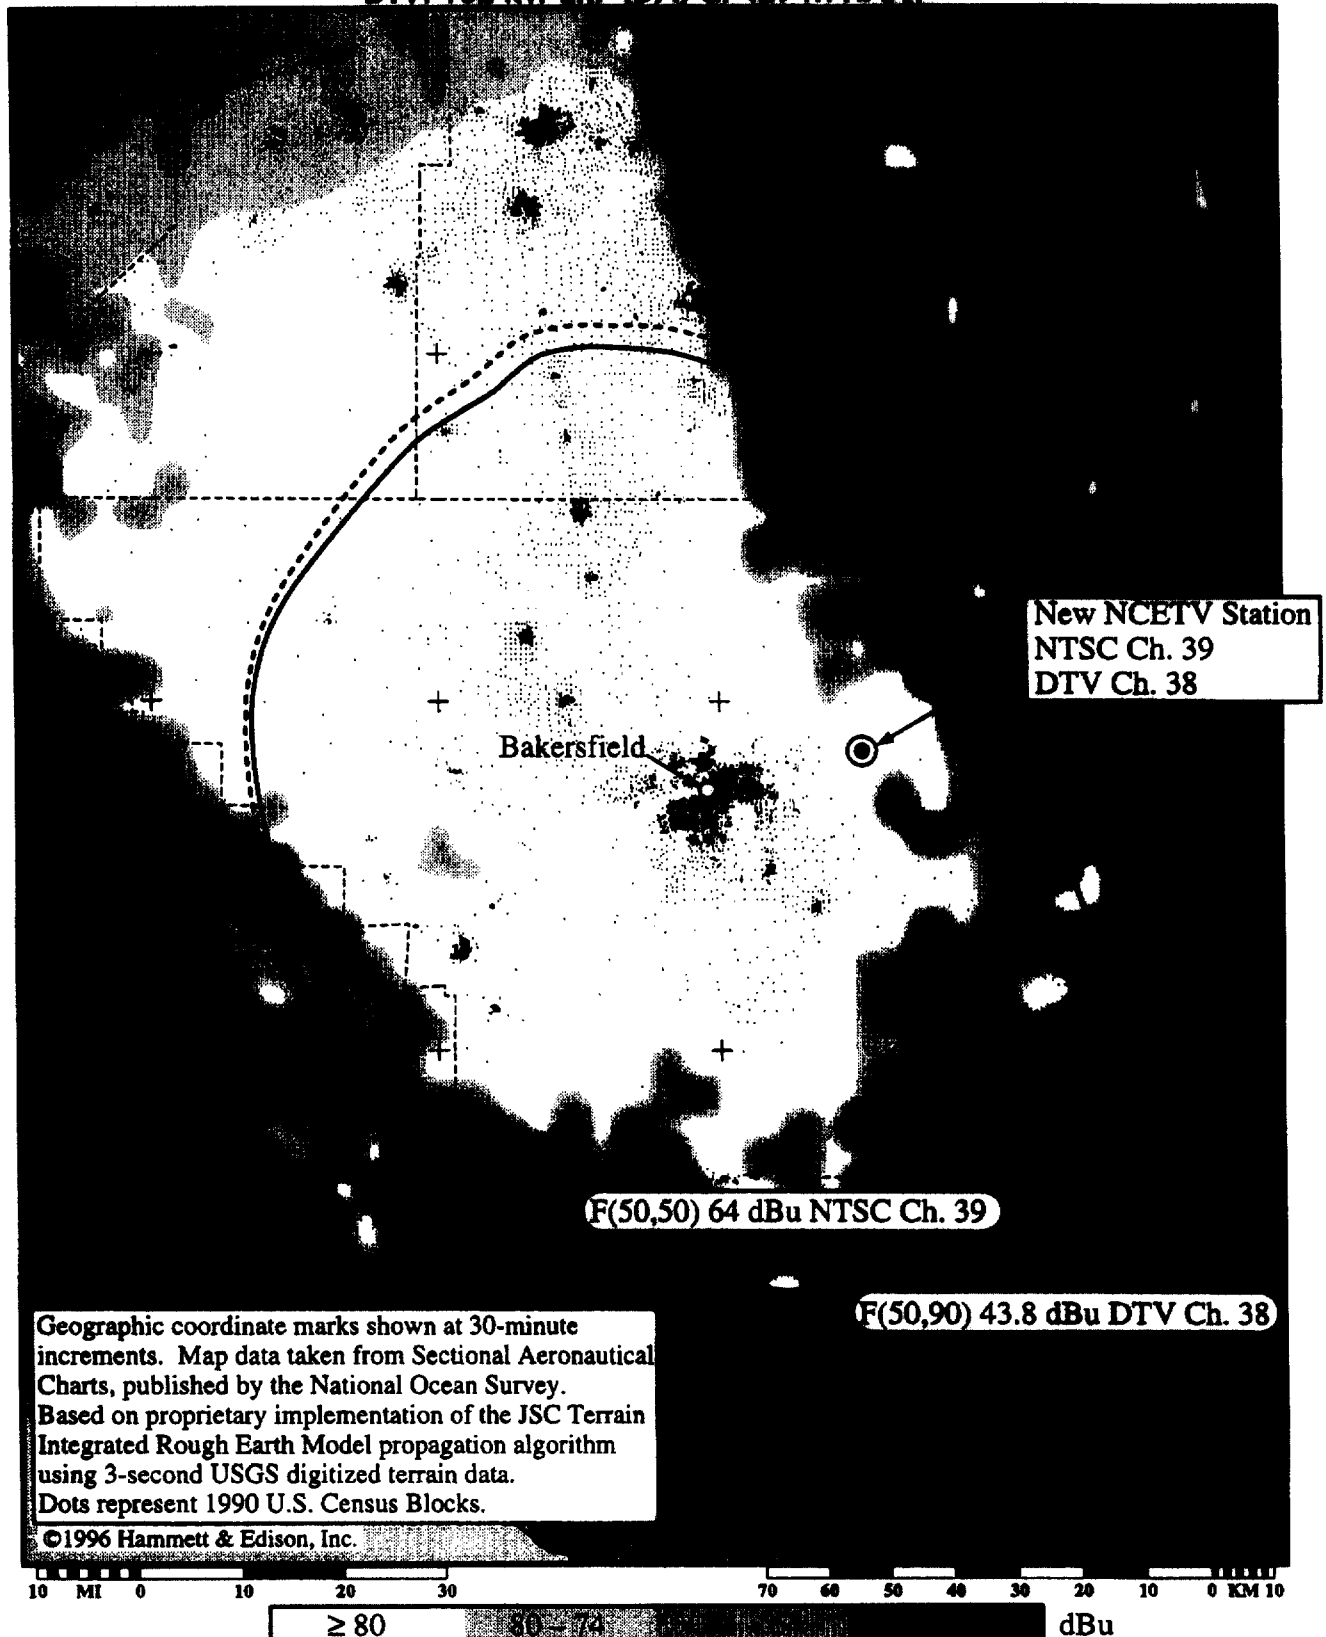 New NCETV Station
NTSC Ch. 39
DTV Ch. 38
Bakersfield
F(50,50) 64 dBu NTSC Ch. 39
F(50,90) 43.8 dBu DTV Ch. 38
Geographic coordinate marks shown at 30-minute
increments. Map data taken from Sectional Aeronautical
Charts, published by the National Ocean Survey.
Based on proprietary implementation of the JSC Terrain
Integrated Rough Earth Model propagation algorithm
using 3-second USGS digitized terrain data.
Dots represent 1990 U.S. Census Blocks.
©1996 Hammett & Edison, Inc.
10 MI 0 10 20 30 70 60 50 40 30 20 10 0 KM 10
≥ 80 80 – 74 dBu